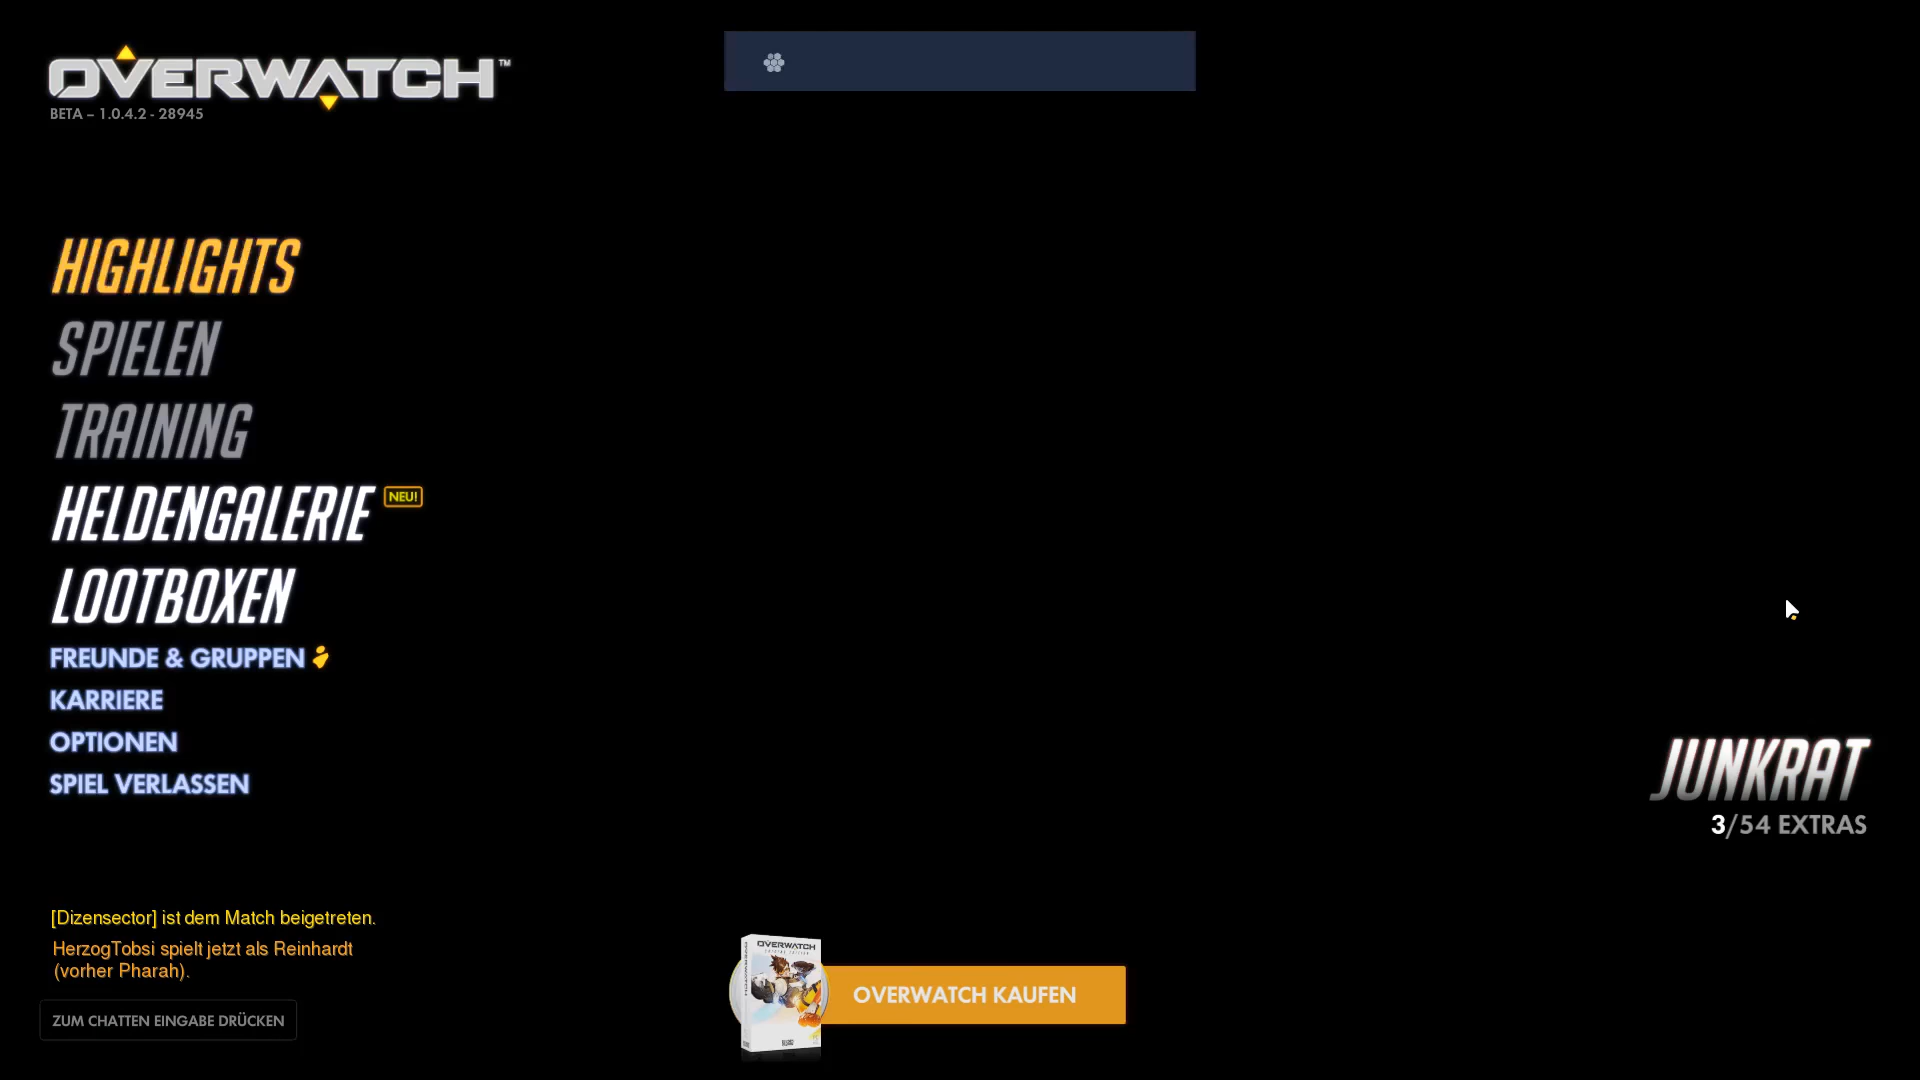 OVERWATCH™
BETA – 1.0.4.2 - 28945
HIGHLIGHTS
SPIELEN
TRAINING
HELDENGALERIE NEU!
LOOTBOXEN
FREUNDE & GRUPPEN
KARRIERE
OPTIONEN
SPIEL VERLASSEN
JUNKRAT
3/54 EXTRAS
[Dizensector] ist dem Match beigetreten.
HerzogTobsi spielt jetzt als Reinhardt
(vorher Pharah).
ZUM CHATTEN EINGABE DRÜCKEN
OVERWATCH
OVERWATCH KAUFEN